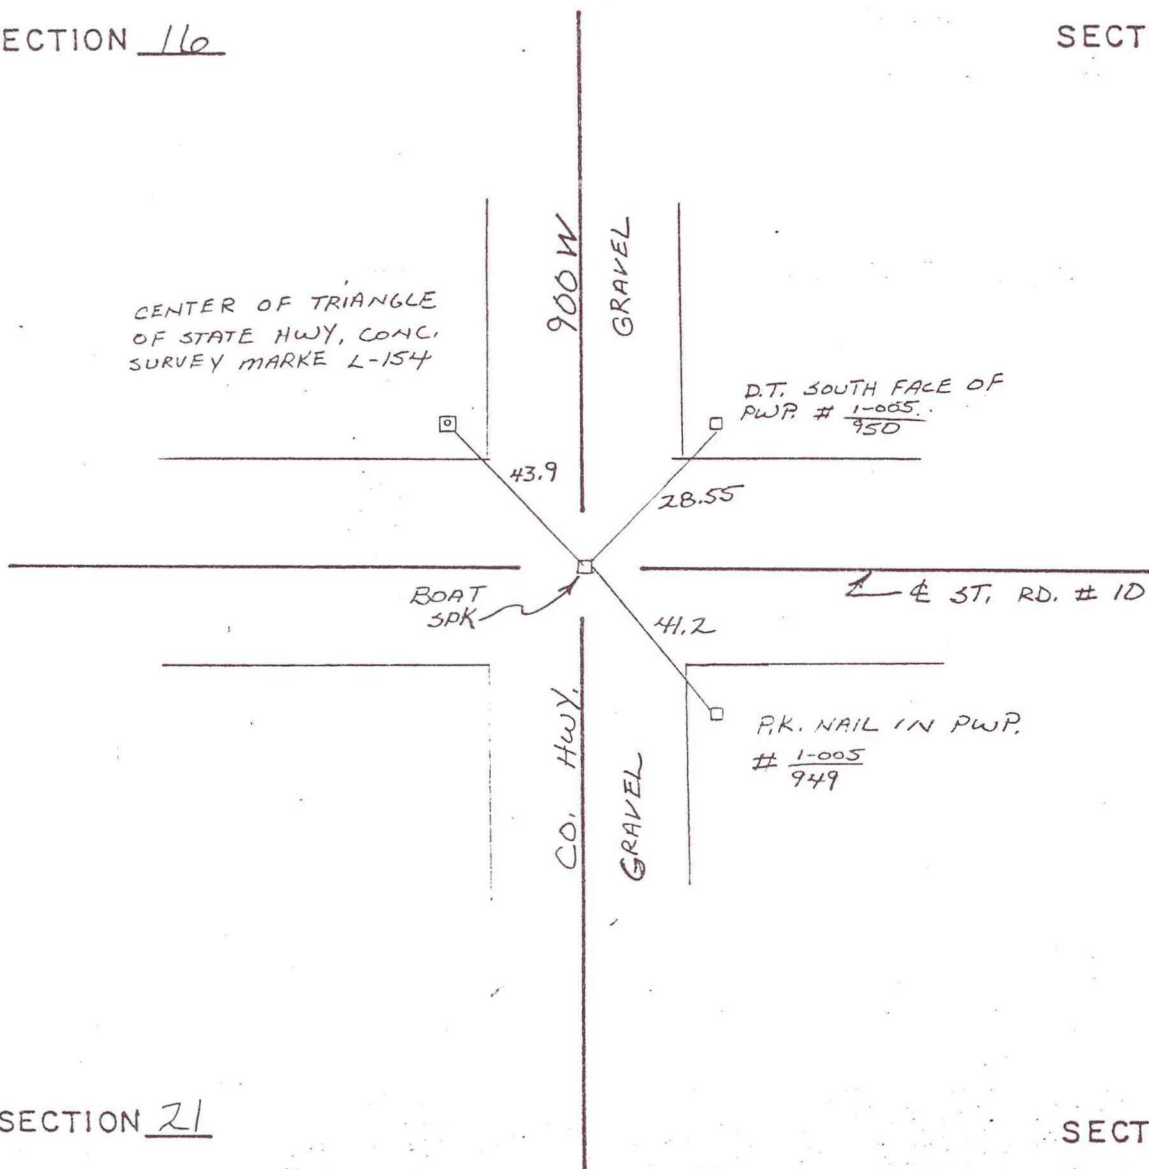 ECTION 16
SECT
900 W
GRAVEL
CENTER OF TRIANGLE
OF STATE HWY, CONC.
SURVEY MARKE L-154
D.T. SOUTH FACE OF
PWP. # 1-005
950
43.9
28.55
BOAT
SPK
℄ ST. RD. # 10
41.2
P.K. NAIL IN PWP.
# 1-005
949
CO. HWY.
GRAVEL
SECTION 21
SECT